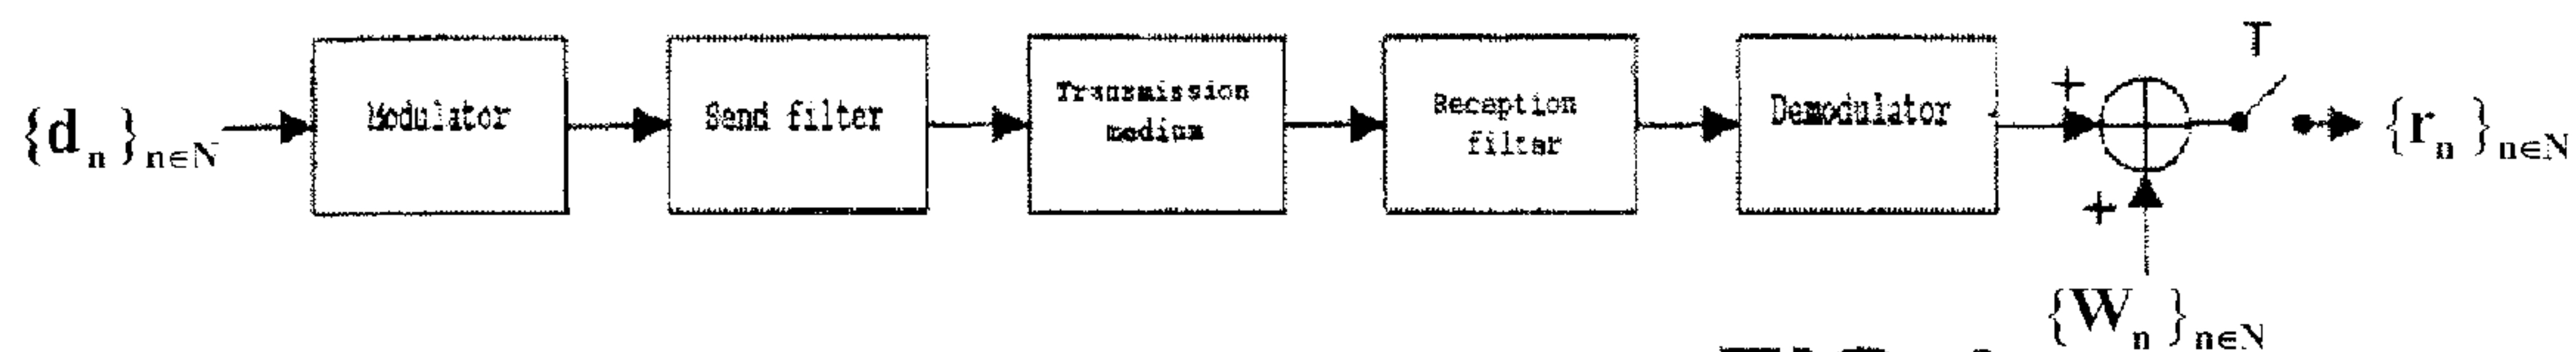 {d_n}_{n∈N}
Modulator
Send filter
Transmission
medium
Reception
filter
Demodulator
+
+
T
{r_n}_{n∈N}
{W_n}_{n∈N}